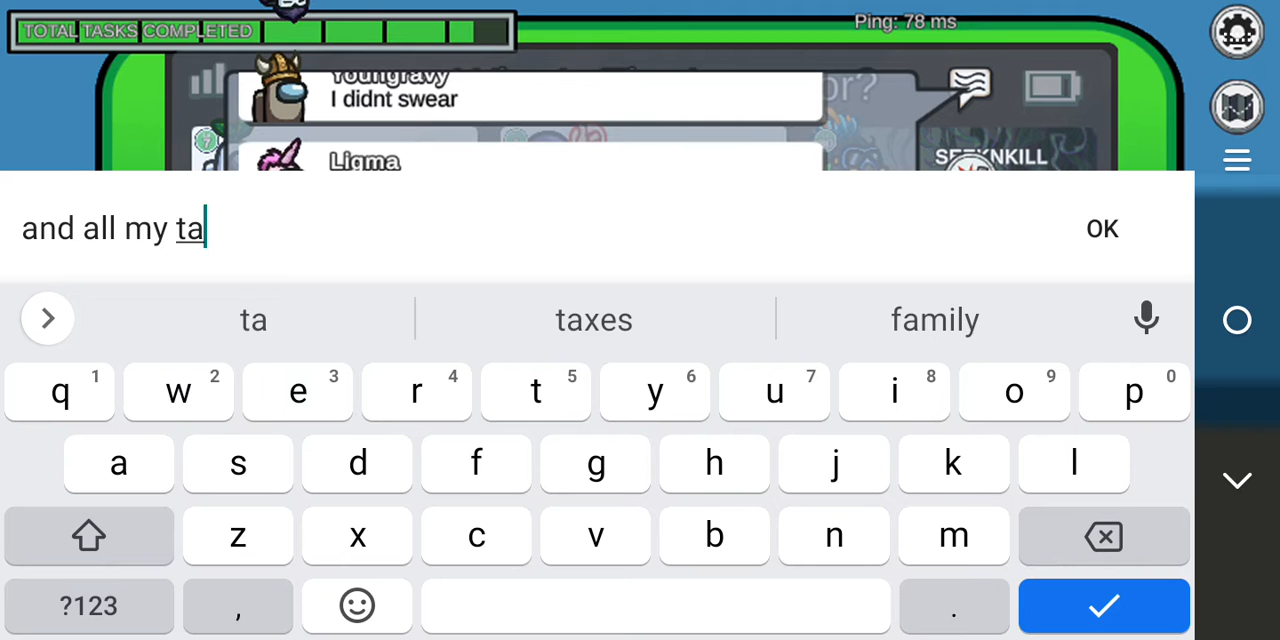 TOTAL TASKS COMPLETED
Ping: 78 ms
Youngravy
I didnt swear
or?
Ligma
SEEKNKILL
and all my ta
OK
ta
taxes
family
q 1 w 2 e 3 r 4 t 5 y 6 u 7 i 8 o 9 p 0
a s d f g h j k l
z x c v b n m
?123 , .